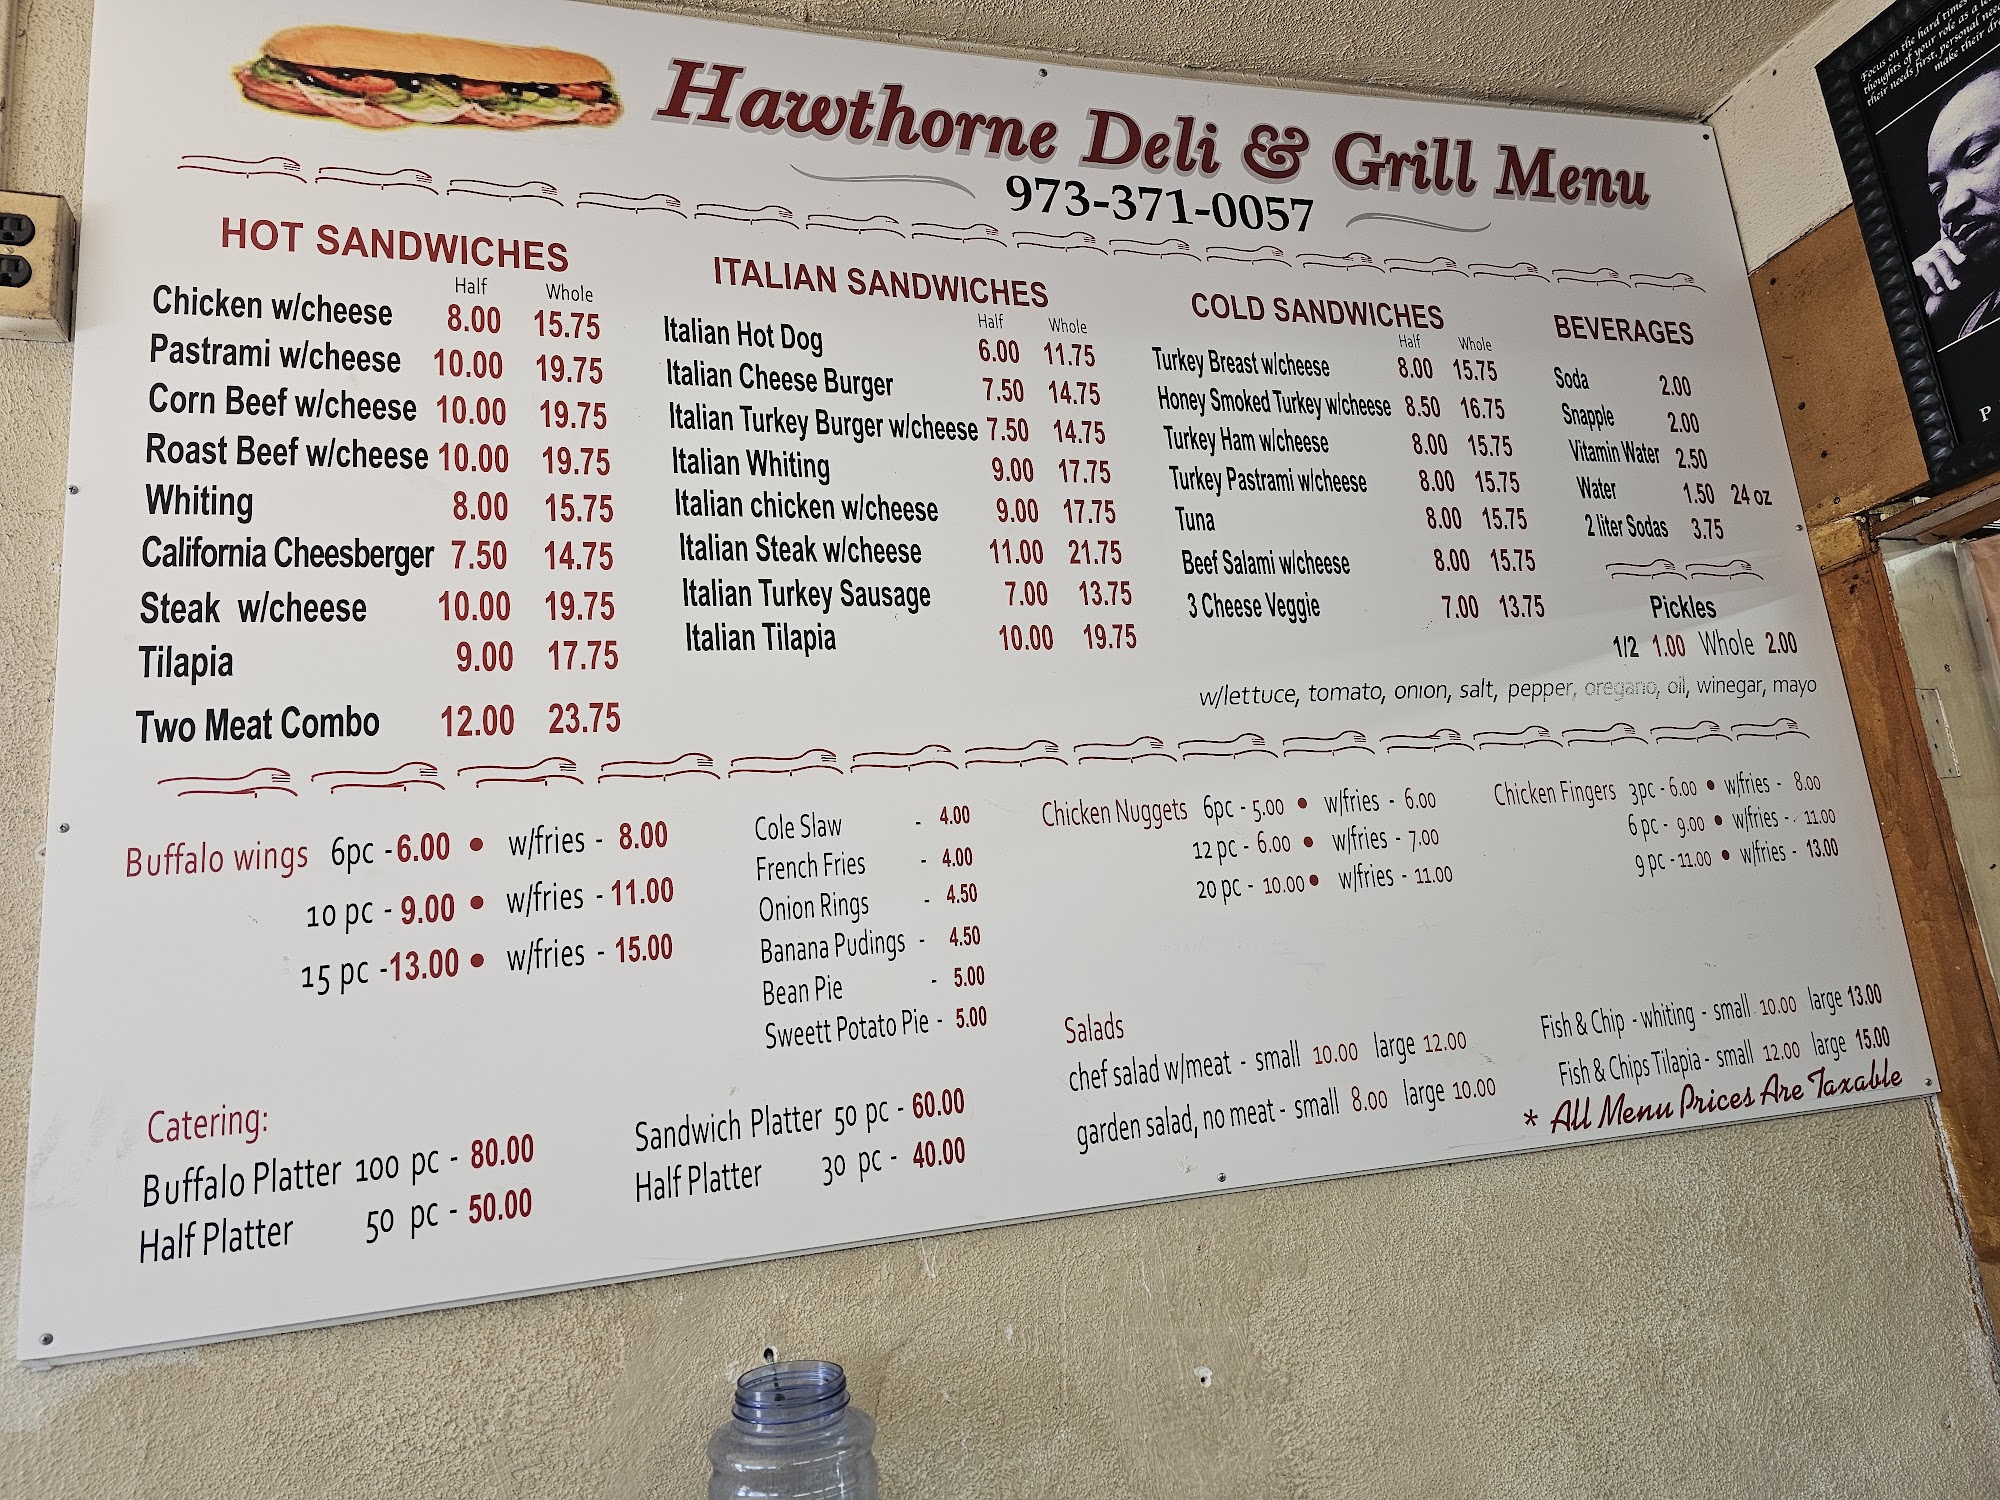 Hawthorne Deli & Grill Menu
973-371-0057
HOT SANDWICHES
Half Whole
Chicken w/cheese 8.00 15.75
Pastrami w/cheese 10.00 19.75
Corn Beef w/cheese 10.00 19.75
Roast Beef w/cheese 10.00 19.75
Whiting 8.00 15.75
California Cheesberger 7.50 14.75
Steak w/cheese 10.00 19.75
Tilapia 9.00 17.75
Two Meat Combo 12.00 23.75
ITALIAN SANDWICHES
Half Whole
Italian Hot Dog 6.00 11.75
Italian Cheese Burger 7.50 14.75
Italian Turkey Burger w/cheese 7.50 14.75
Italian Whiting 9.00 17.75
Italian chicken w/cheese 9.00 17.75
Italian Steak w/cheese 11.00 21.75
Italian Turkey Sausage 7.00 13.75
Italian Tilapia 10.00 19.75
COLD SANDWICHES
Half Whole
Turkey Breast w/cheese 8.00 15.75
Honey Smoked Turkey w/cheese 8.50 16.75
Turkey Ham w/cheese 8.00 15.75
Turkey Pastrami w/cheese 8.00 15.75
Tuna 8.00 15.75
Beef Salami w/cheese 8.00 15.75
3 Cheese Veggie 7.00 13.75
BEVERAGES
Soda 2.00
Snapple 2.00
Vitamin Water 2.50
Water 1.50 24 oz
2 liter Sodas 3.75
Pickles
1/2 1.00 Whole 2.00
w/lettuce, tomato, onion, salt, pepper, oregano, oil, winegar, mayo
Buffalo wings 6pc - 6.00 • w/fries - 8.00
10 pc - 9.00 • w/fries - 11.00
15 pc - 13.00 • w/fries - 15.00
Cole Slaw - 4.00
French Fries - 4.00
Onion Rings - 4.50
Banana Pudings - 4.50
Bean Pie - 5.00
Sweett Potato Pie - 5.00
Chicken Nuggets 6pc - 5.00 • w/fries - 6.00
12 pc - 6.00 • w/fries - 7.00
20 pc - 10.00 • w/fries - 11.00
Chicken Fingers 3pc - 6.00 • w/fries - 8.00
6 pc - 9.00 • w/fries - 11.00
9 pc - 11.00 • w/fries - 13.00
Catering:
Buffalo Platter 100 pc - 80.00
Half Platter 50 pc - 50.00
Sandwich Platter 50 pc - 60.00
Half Platter 30 pc - 40.00
Salads
chef salad w/meat - small 10.00 large 12.00
garden salad, no meat - small 8.00 large 10.00
Fish & Chip - whiting - small 10.00 large 13.00
Fish & Chips Tilapia - small 12.00 large 15.00
* All Menu Prices Are Taxable
Focus on the hard times
thoughts of your role as a
their needs first, personal
make their
P